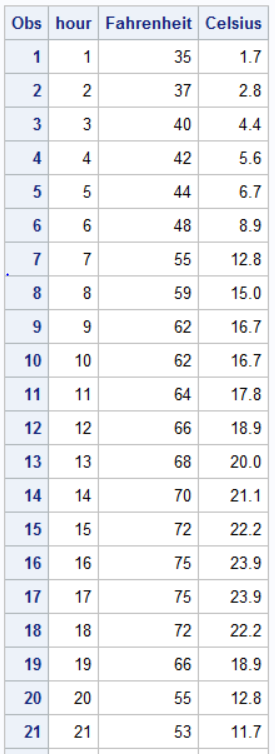 Obs hour Fahrenheit Celsius
1 1 35 1.7
2 2 37 2.8
3 3 40 4.4
4 4 42 5.6
5 5 44 6.7
6 6 48 8.9
7 7 55 12.8
8 8 59 15.0
9 9 62 16.7
10 10 62 16.7
11 11 64 17.8
12 12 66 18.9
13 13 68 20.0
14 14 70 21.1
15 15 72 22.2
16 16 75 23.9
17 17 75 23.9
18 18 72 22.2
19 19 66 18.9
20 20 55 12.8
21 21 53 11.7